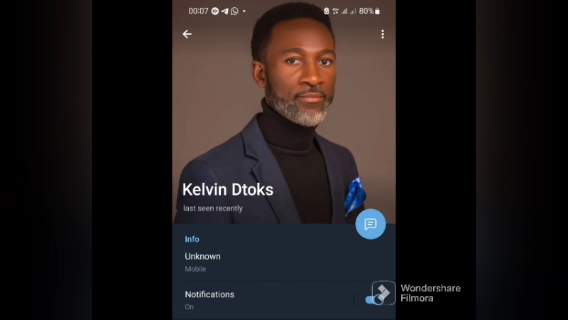 00:07
80%
Kelvin Dtoks
last seen recently
Info
Unknown
Mobile
Notifications
On
Wondershare
Filmora